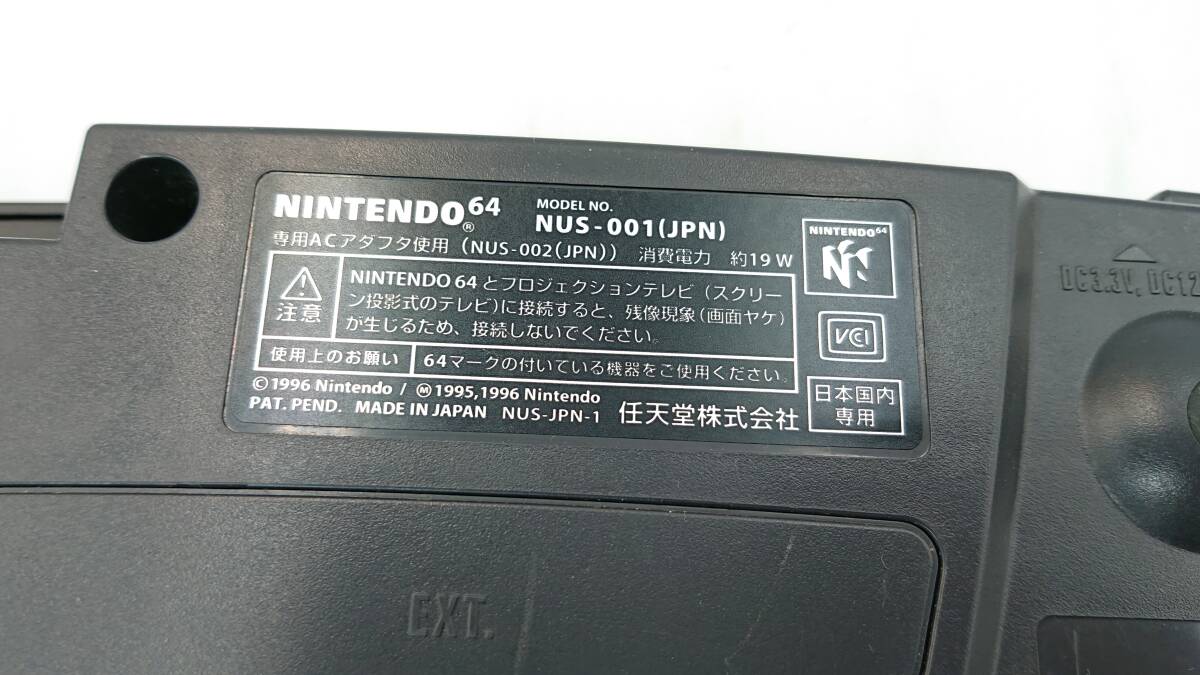 NINTENDO64®
MODEL NO.
NUS-001(JPN)
専用ACアダプタ使用(NUS-002(JPN)) 消費電力 約19W
注意
NINTENDO 64とプロジェクションテレビ(スクリー
ン投影式のテレビ)に接続すると、残像現象(画面ヤケ)
が生じるため、接続しないでください。
使用上のお願い
64マークの付いている機器をご使用ください。
©1996 Nintendo / Ⓜ1995,1996 Nintendo
PAT. PEND. MADE IN JAPAN NUS-JPN-1 任天堂株式会社
NINTENDO64
VCCI
日本国内
専用
DC3.3V, DC12
EXT.